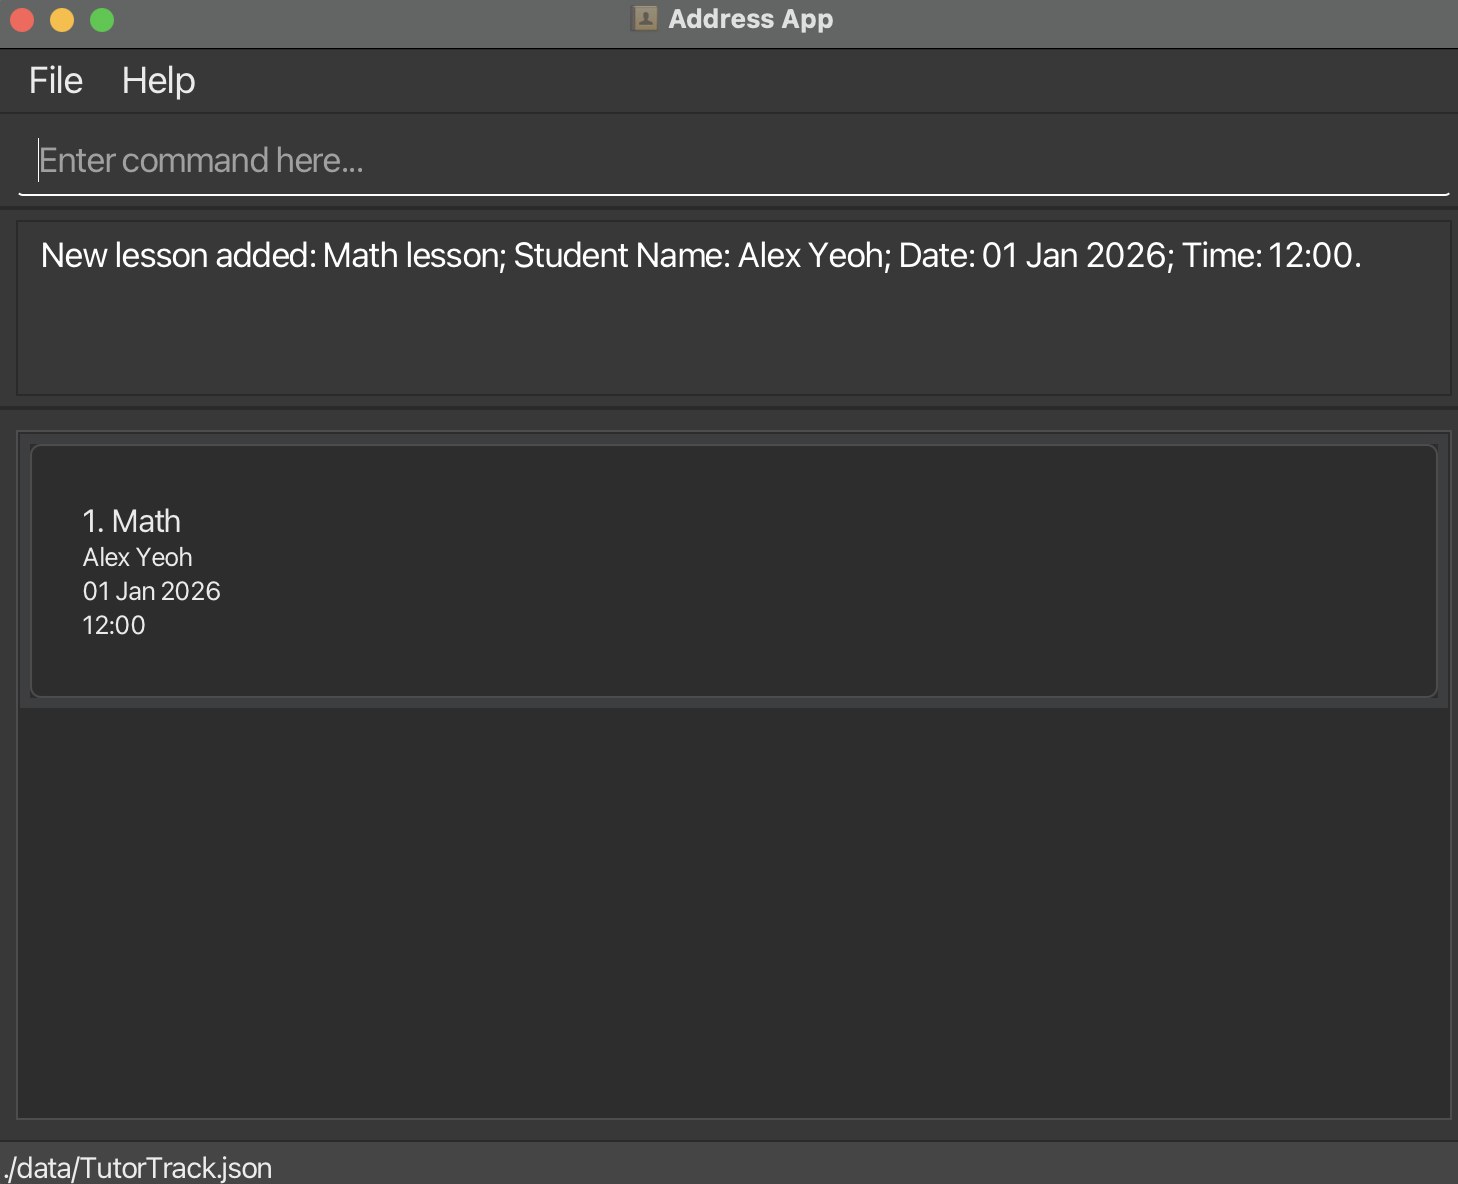 Address App
File Help
Enter command here...
New lesson added: Math lesson; Student Name: Alex Yeoh; Date: 01 Jan 2026; Time: 12:00.
1. Math
Alex Yeoh
01 Jan 2026
12:00
./data/TutorTrack.json